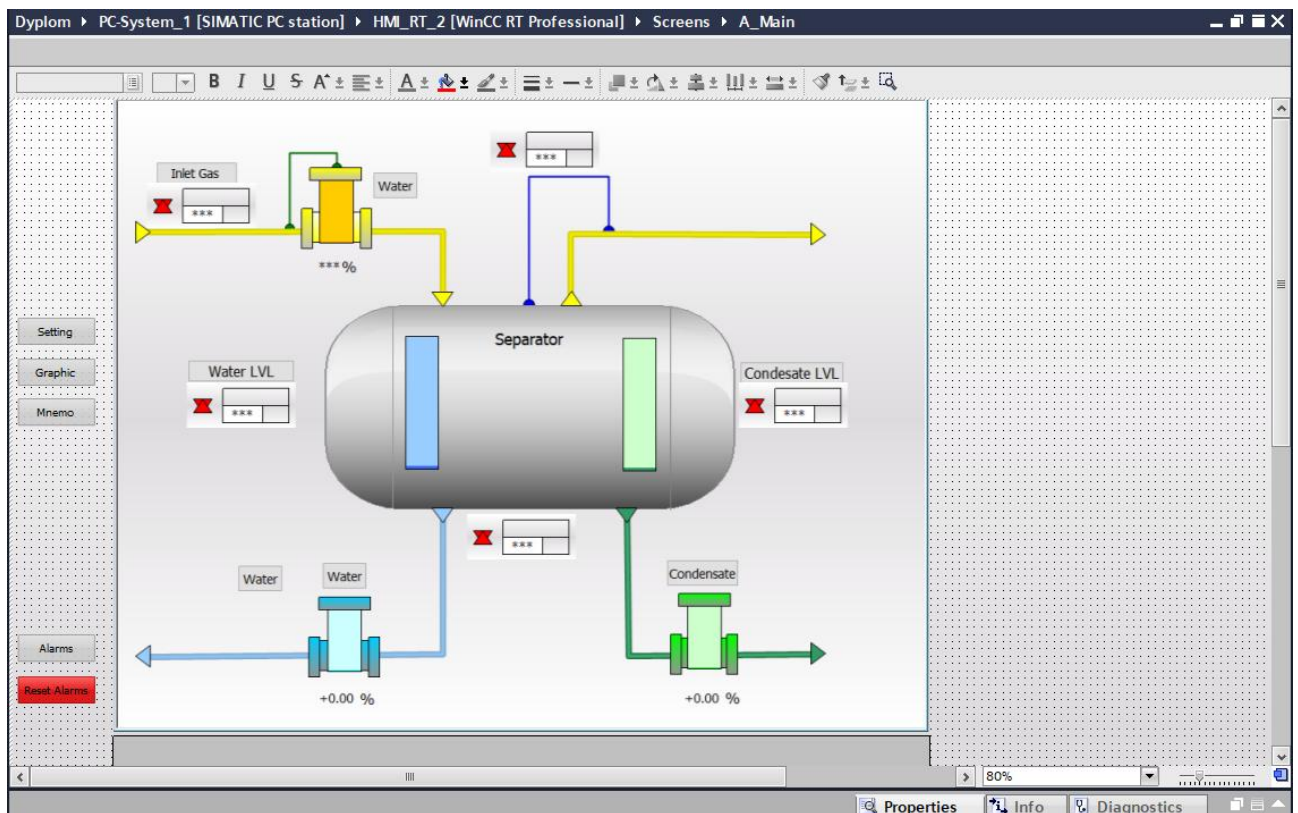 Dyplom ▸ PC-System_1 [SIMATIC PC station] ▸ HMI_RT_2 [WinCC RT Professional] ▸ Screens ▸ A_Main
B I U S A A
***
Inlet Gas
Water
***
***%
Setting
Separator
Graphic
Water LVL
Condesate LVL
Mnemo
***
***
***
Water
Water
Condensate
Alarms
Reset Alarms
+0.00 %
+0.00 %
80%
Properties
Info
Diagnostics